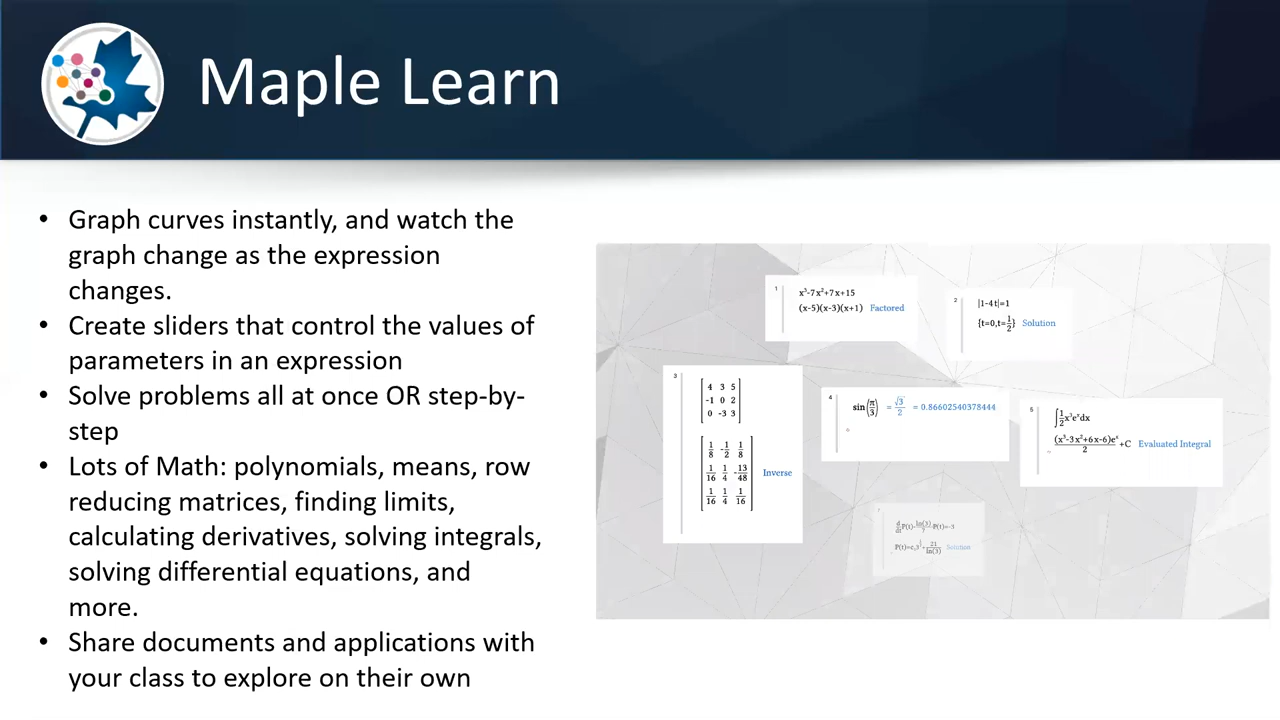 Maple Learn
• Graph curves instantly, and watch the
graph change as the expression
changes.
• Create sliders that control the values of
parameters in an expression
• Solve problems all at once OR step-by-
step
• Lots of Math: polynomials, means, row
reducing matrices, finding limits,
calculating derivatives, solving integrals,
solving differential equations, and
more.
• Share documents and applications with
your class to explore on their own
1
x³-7x²+7x+15
(x-5)(x-3)(x+1) Factored
2
|1-4t|=1
{t=0,t=1/2} Solution
3
4 3 5
-1 0 2
0 -3 3
1/8 -1/2 1/8
1/16 1/4 -13/48
1/16 1/4 1/16
Inverse
4
sin(π/3) = √3/2 = 0.86602540378444
5
∫1/2x³eˣdx
(x³-3x²+6x-6)eˣ/2 +C Evaluated Integral
Solution